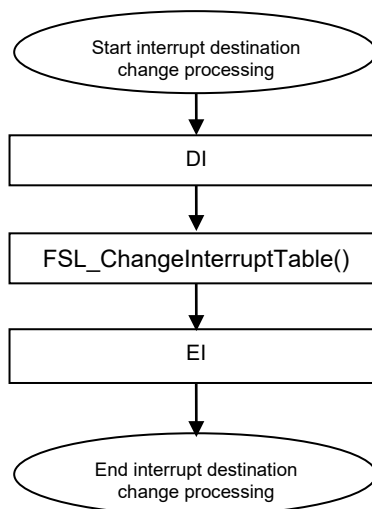 Start interrupt destination
change processing
DI
FSL_ChangeInterruptTable()
EI
End interrupt destination
change processing